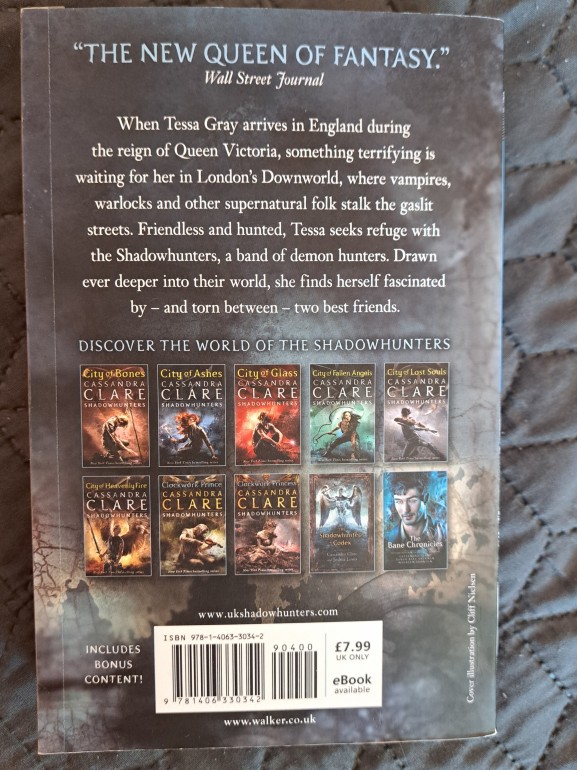 “THE NEW QUEEN OF FANTASY.”
Wall Street Journal
When Tessa Gray arrives in England during
the reign of Queen Victoria, something terrifying is
waiting for her in London’s Downworld, where vampires,
warlocks and other supernatural folk stalk the gaslit
streets. Friendless and hunted, Tessa seeks refuge with
the Shadowhunters, a band of demon hunters. Drawn
ever deeper into their world, she finds herself fascinated
by – and torn between – two best friends.
DISCOVER THE WORLD OF THE SHADOWHUNTERS
City of Bones
CASSANDRA
CLARE
SHADOWHUNTERS
City of Ashes
CASSANDRA
CLARE
SHADOWHUNTERS
City of Glass
CASSANDRA
CLARE
SHADOWHUNTERS
City of Fallen Angels
CASSANDRA
CLARE
SHADOWHUNTERS
City of Lost Souls
CASSANDRA
CLARE
SHADOWHUNTERS
City of Heavenly Fire
CASSANDRA
CLARE
SHADOWHUNTERS
Clockwork Prince
CASSANDRA
CLARE
SHADOWHUNTERS
Clockwork Princess
CASSANDRA
CLARE
SHADOWHUNTERS
The
Shadowhunter's
Codex
The
Bane Chronicles
www.ukshadowhunters.com
INCLUDES
BONUS
CONTENT!
ISBN 978-1-4063-3034-2
90400
9 781406 330342
£7.99
UK ONLY
eBook
available
www.walker.co.uk
Cover illustration by Cliff Nielsen